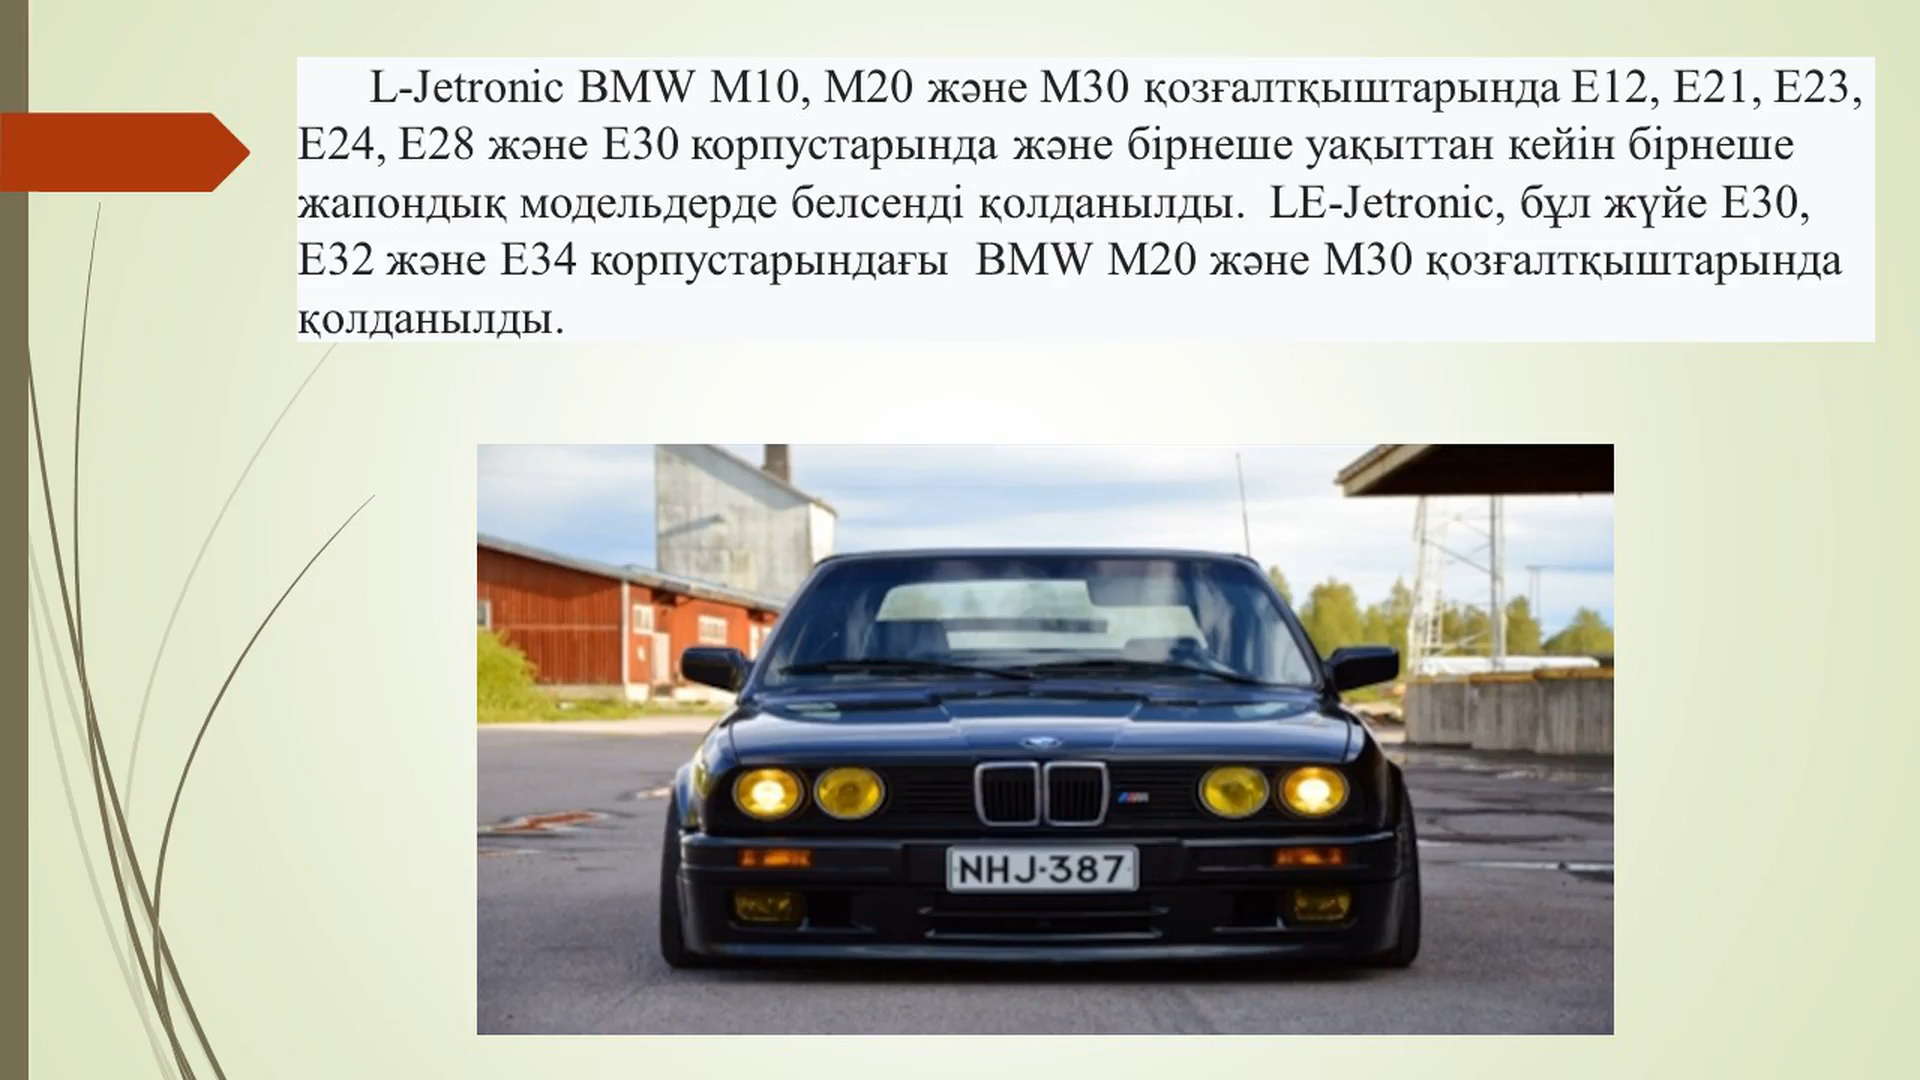 L-Jetronic BMW M10, M20 және M30 қозғалтқыштарында E12, E21, E23,
E24, E28 және E30 корпустарында және бірнеше уақыттан кейін бірнеше
жапондық модельдерде белсенді қолданылды. LE-Jetronic, бұл жүйе E30,
E32 және E34 корпустарындағы BMW M20 және M30 қозғалтқыштарында
қолданылды.
NHJ-387